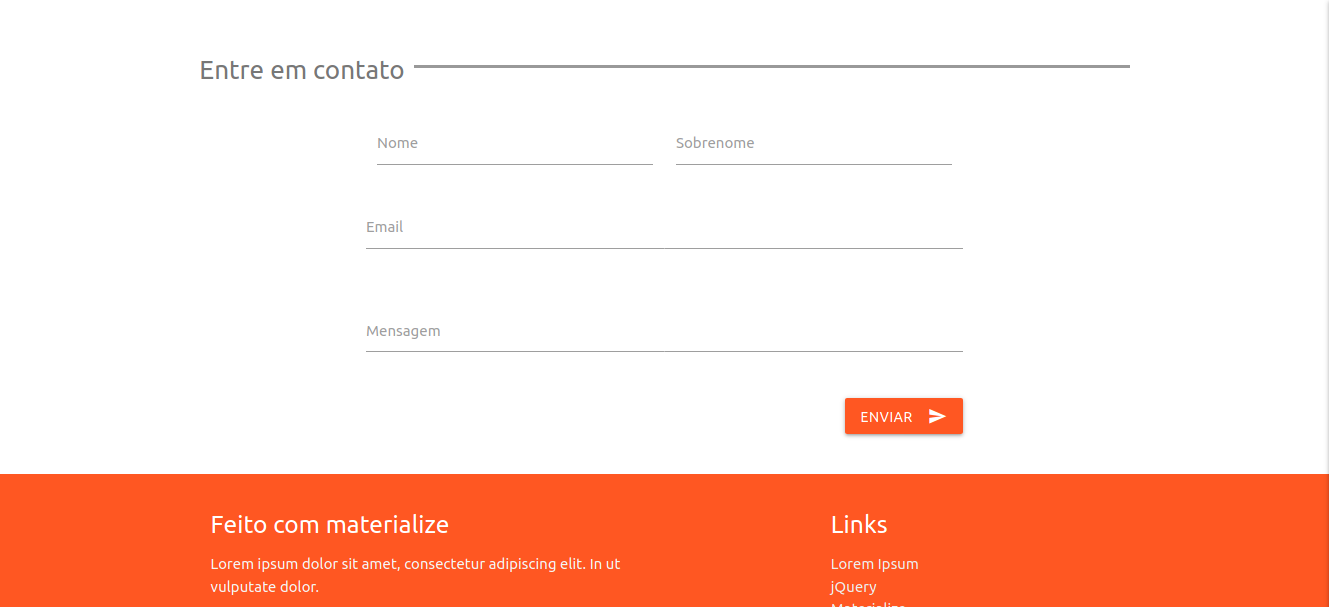 Entre em contato
Nome Sobrenome
Email
Mensagem
ENVIAR
Feito com materialize
Lorem ipsum dolor sit amet, consectetur adipiscing elit. In ut
vulputate dolor.
Links
Lorem Ipsum
jQuery
Materialize